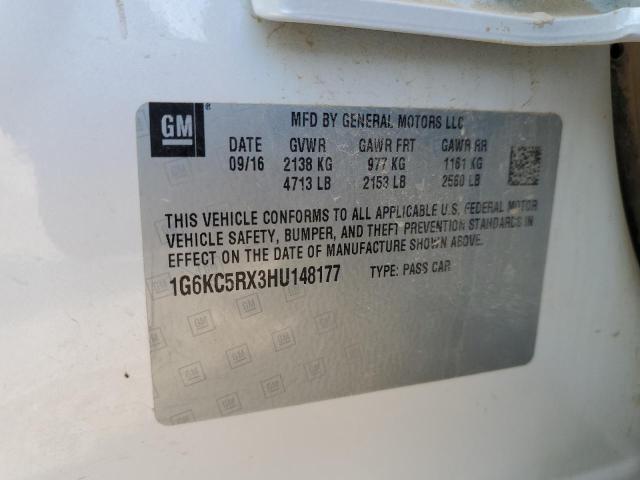 GM
MFD BY GENERAL MOTORS LLC
DATE GVWR GAWR FRT GAWR RR
09/16 2138 KG 977 KG 1161 KG
4713 LB 2153 LB 2560 LB
THIS VEHICLE CONFORMS TO ALL APPLICABLE U.S. FEDERAL MOTOR
VEHICLE SAFETY, BUMPER, AND THEFT PREVENTION STANDARDS IN
EFFECT ON THE DATE OF MANUFACTURE SHOWN ABOVE.
1G6KC5RX3HU148177 TYPE: PASS CAR